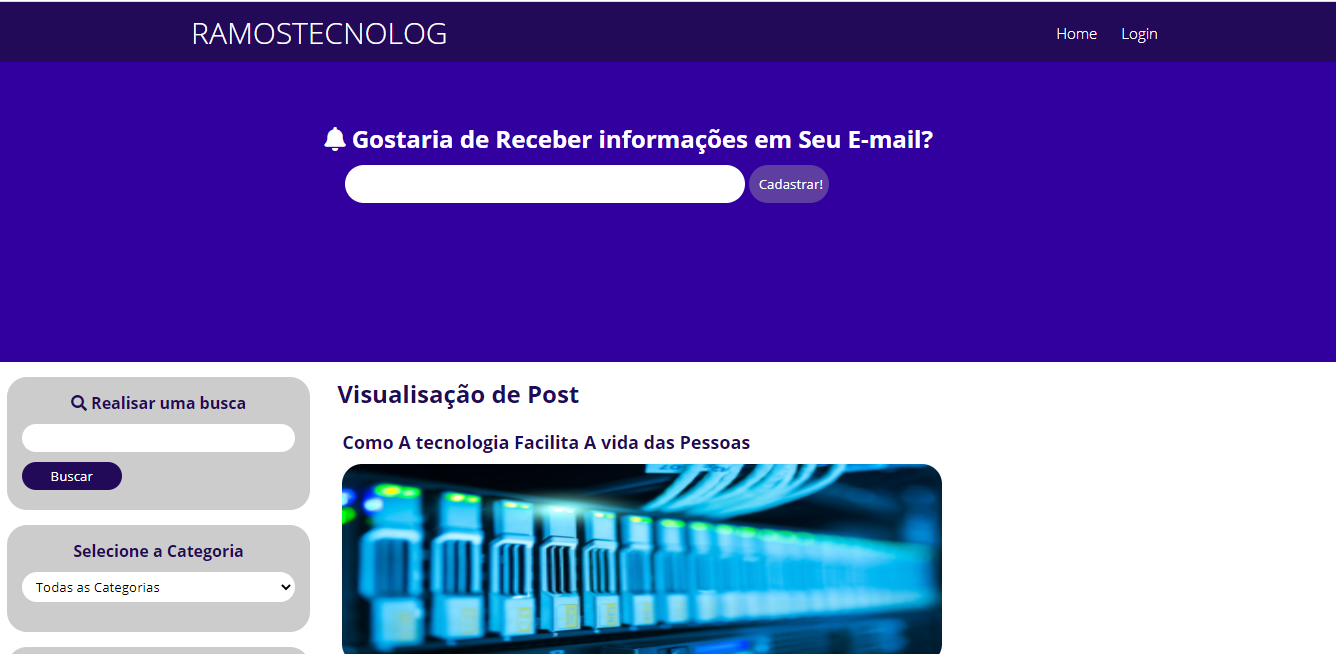 RAMOSTECNOLOG
Home Login
Gostaria de Receber informações em Seu E-mail?
Cadastrar!
Realisar uma busca
Buscar
Selecione a Categoria
Todas as Categorias
Visualisação de Post
Como A tecnologia Facilita A vida das Pessoas